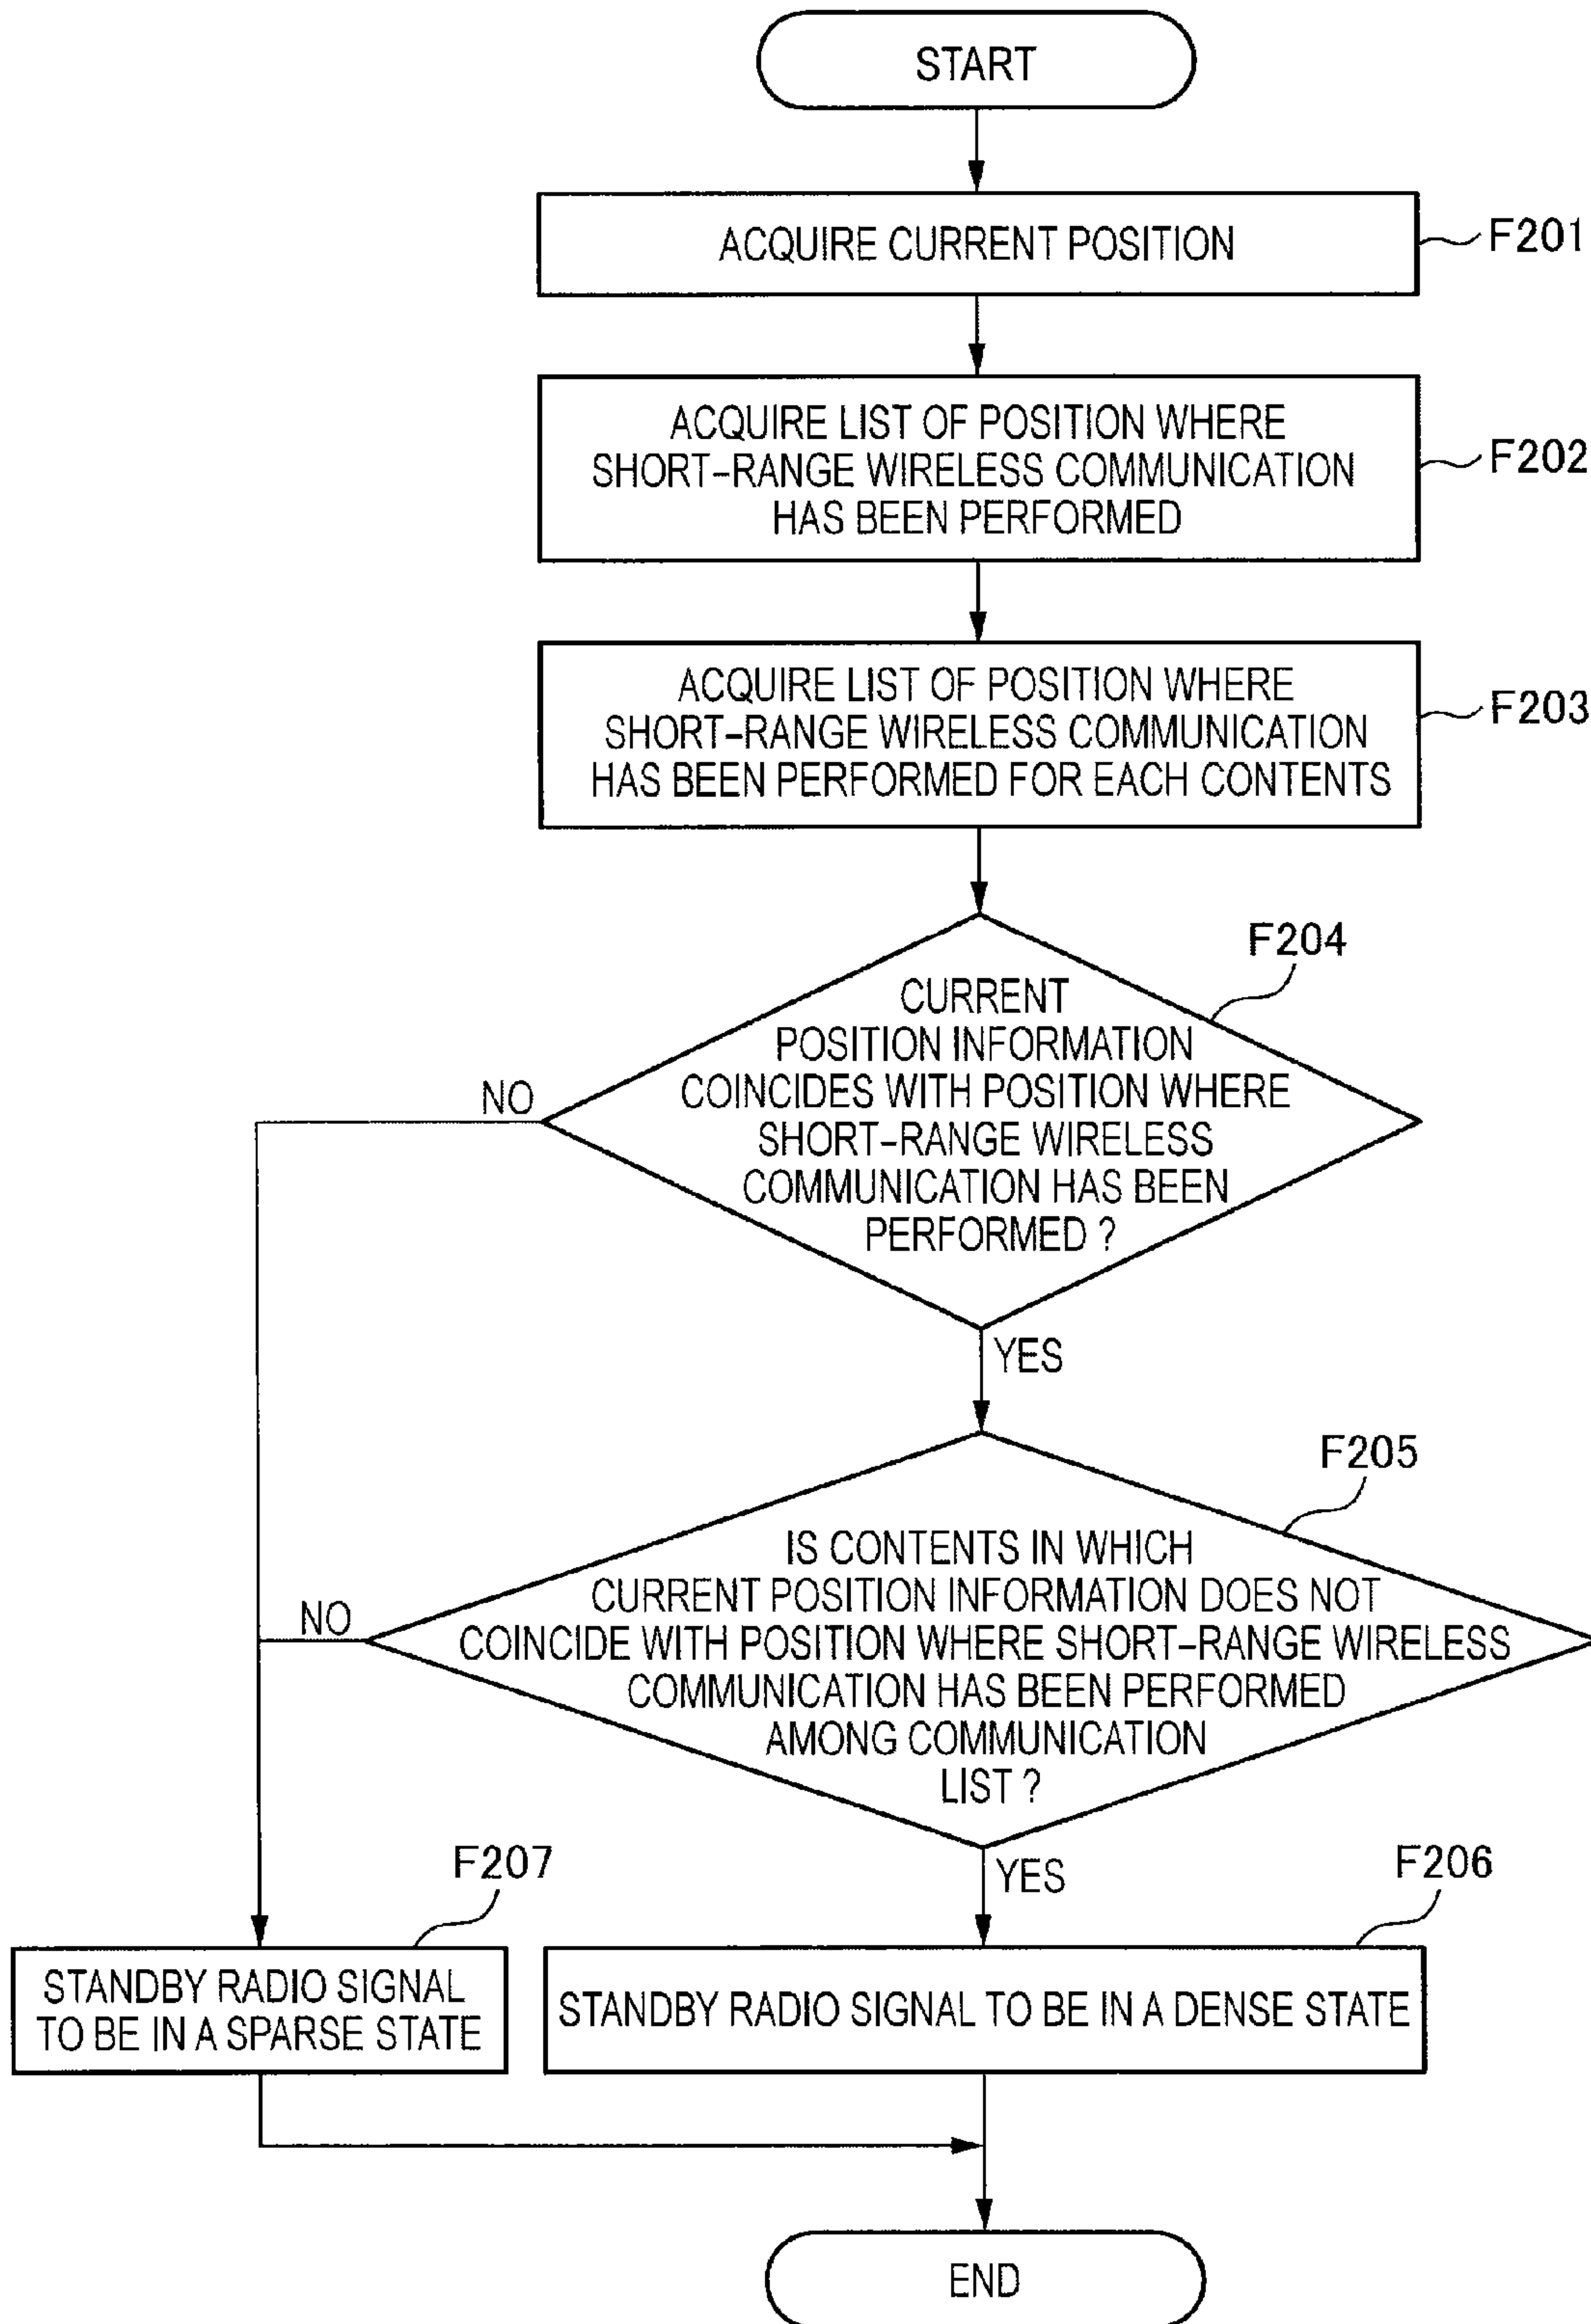 START
ACQUIRE CURRENT POSITION
F201
ACQUIRE LIST OF POSITION WHERE
SHORT-RANGE WIRELESS COMMUNICATION
HAS BEEN PERFORMED
F202
ACQUIRE LIST OF POSITION WHERE
SHORT-RANGE WIRELESS COMMUNICATION
HAS BEEN PERFORMED FOR EACH CONTENTS
F203
F204
CURRENT
POSITION INFORMATION
COINCIDES WITH POSITION WHERE
SHORT-RANGE WIRELESS
COMMUNICATION HAS BEEN
PERFORMED ?
NO
YES
F205
IS CONTENTS IN WHICH
CURRENT POSITION INFORMATION DOES NOT
COINCIDE WITH POSITION WHERE SHORT-RANGE WIRELESS
COMMUNICATION HAS BEEN PERFORMED
AMONG COMMUNICATION
LIST ?
NO
YES
F207
STANDBY RADIO SIGNAL
TO BE IN A SPARSE STATE
F206
STANDBY RADIO SIGNAL TO BE IN A DENSE STATE
END